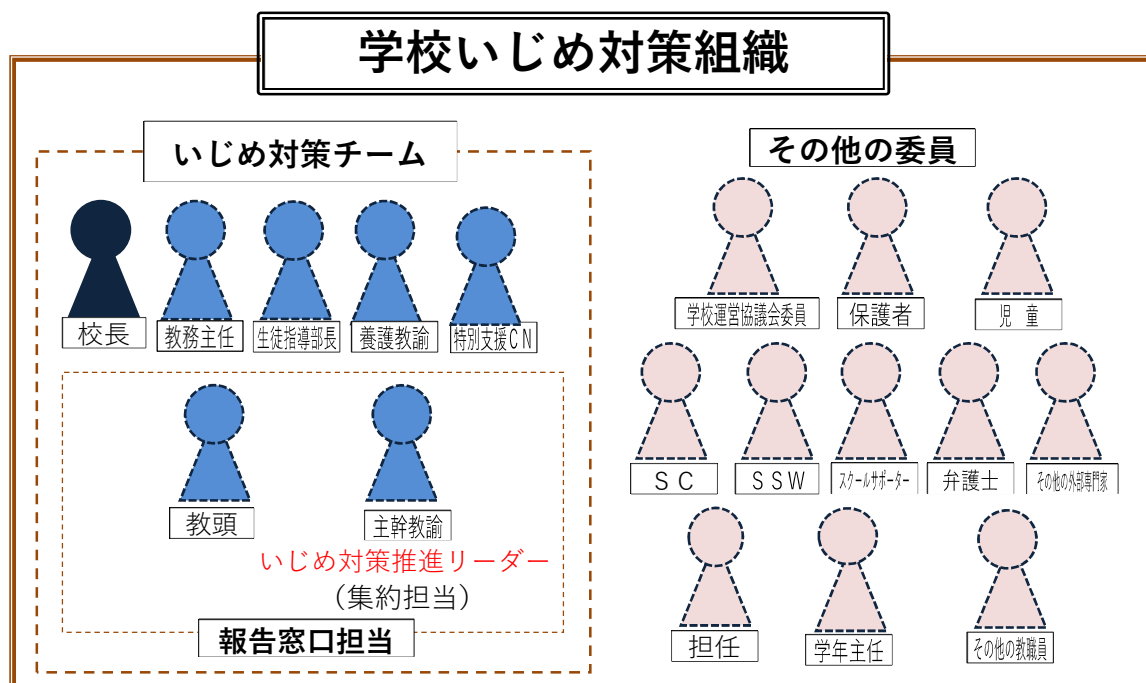 学校いじめ対策組織
いじめ対策チーム
校長
教務主任
生徒指導部長
養護教諭
特別支援CN
教頭
主幹教諭
いじめ対策推進リーダー
（集約担当）
報告窓口担当
その他の委員
学校運営協議会委員
保護者
児　童
ＳＣ
ＳＳＷ
スクールサポーター
弁護士
その他の外部専門家
担任
学年主任
その他の教職員